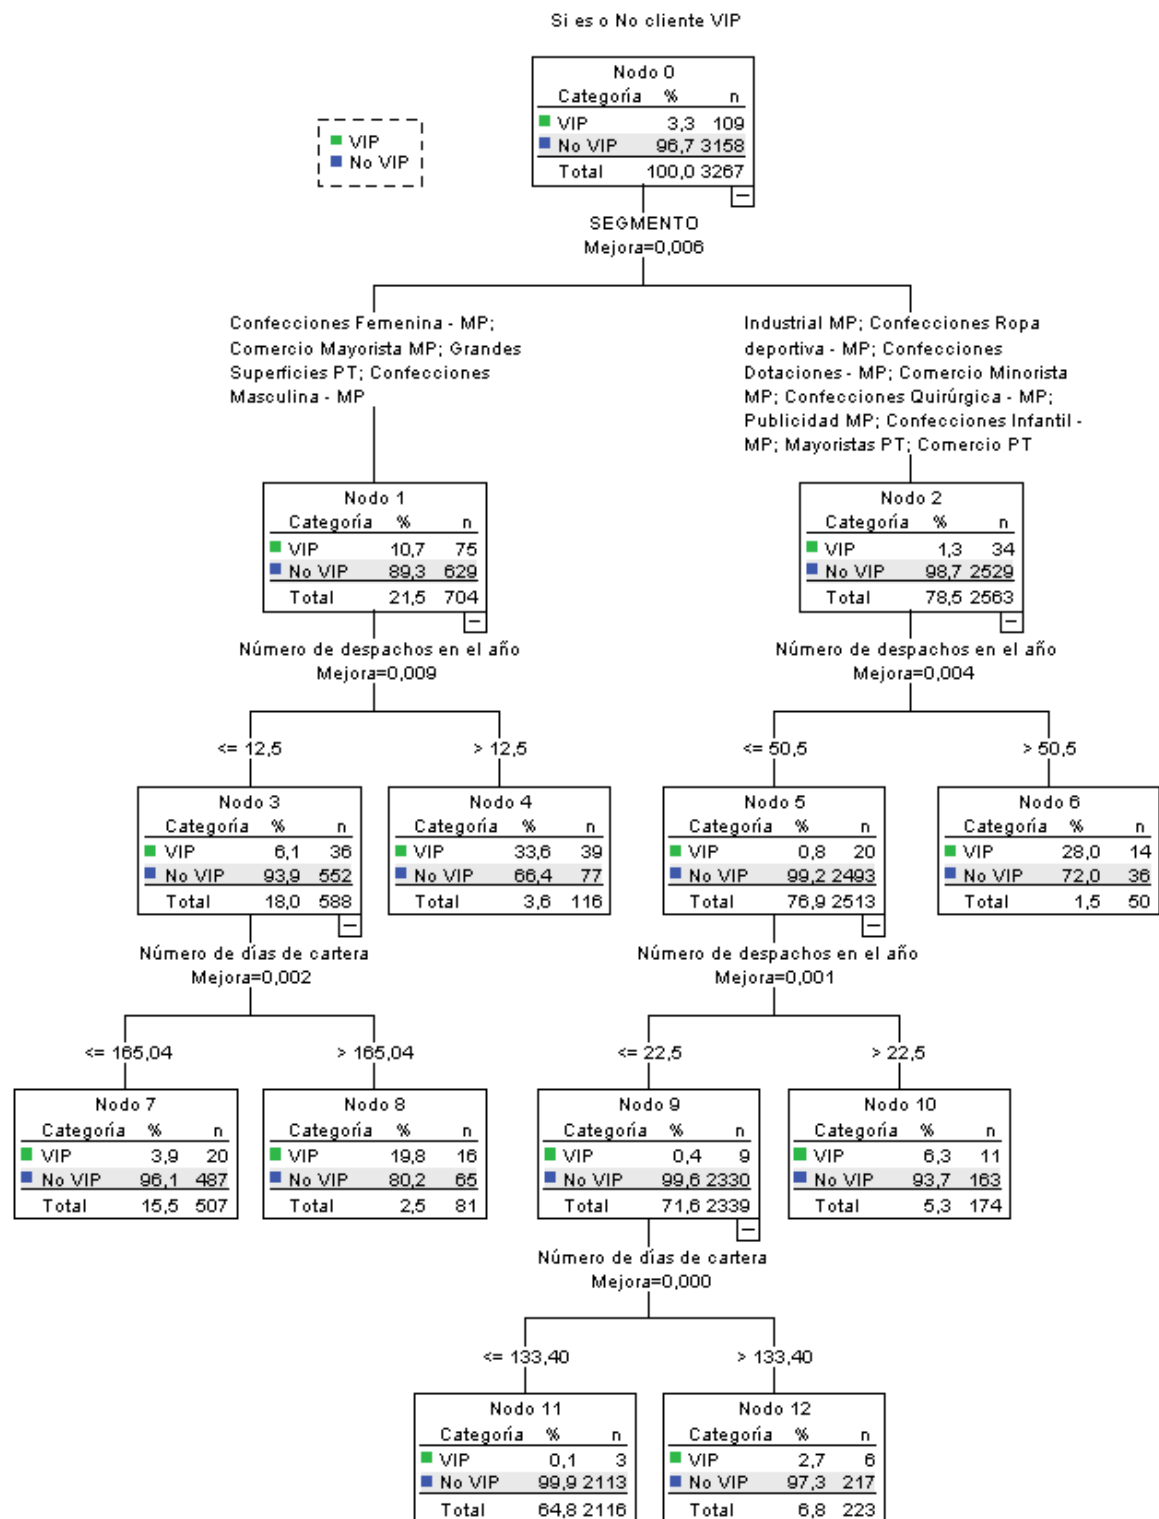 Si es o No cliente VIP
Nodo 0
Categoría % n
VIP 3,3 109
No VIP 96,7 3158
Total 100,0 3267
VIP
No VIP
SEGMENTO
Mejora=0,006
Confecciones Femenina - MP;
Comercio Mayorista MP; Grandes
Superficies PT; Confecciones
Masculina - MP
Industrial MP; Confecciones Ropa
deportiva - MP; Confecciones
Dotaciones - MP; Comercio Minorista
MP; Confecciones Quirúrgica - MP;
Publicidad MP; Confecciones Infantil -
MP; Mayoristas PT; Comercio PT
Nodo 1
Categoría % n
VIP 10,7 75
No VIP 89,3 629
Total 21,5 704
Nodo 2
Categoría % n
VIP 1,3 34
No VIP 98,7 2529
Total 78,5 2563
Número de despachos en el año
Mejora=0,009
Número de despachos en el año
Mejora=0,004
<= 12,5
> 12,5
<= 50,5
> 50,5
Nodo 3
Categoría % n
VIP 6,1 36
No VIP 93,9 552
Total 18,0 588
Nodo 4
Categoría % n
VIP 33,6 39
No VIP 66,4 77
Total 3,6 116
Nodo 5
Categoría % n
VIP 0,8 20
No VIP 99,2 2493
Total 76,9 2513
Nodo 6
Categoría % n
VIP 28,0 14
No VIP 72,0 36
Total 1,5 50
Número de días de cartera
Mejora=0,002
Número de despachos en el año
Mejora=0,001
<= 165,04
> 165,04
<= 22,5
> 22,5
Nodo 7
Categoría % n
VIP 3,9 20
No VIP 96,1 487
Total 15,5 507
Nodo 8
Categoría % n
VIP 19,8 16
No VIP 80,2 65
Total 2,5 81
Nodo 9
Categoría % n
VIP 0,4 9
No VIP 99,6 2330
Total 71,6 2339
Nodo 10
Categoría % n
VIP 6,3 11
No VIP 93,7 163
Total 5,3 174
Número de días de cartera
Mejora=0,000
<= 133,40
> 133,40
Nodo 11
Categoría % n
VIP 0,1 3
No VIP 99,9 2113
Total 64,8 2116
Nodo 12
Categoría % n
VIP 2,7 6
No VIP 97,3 217
Total 6,8 223